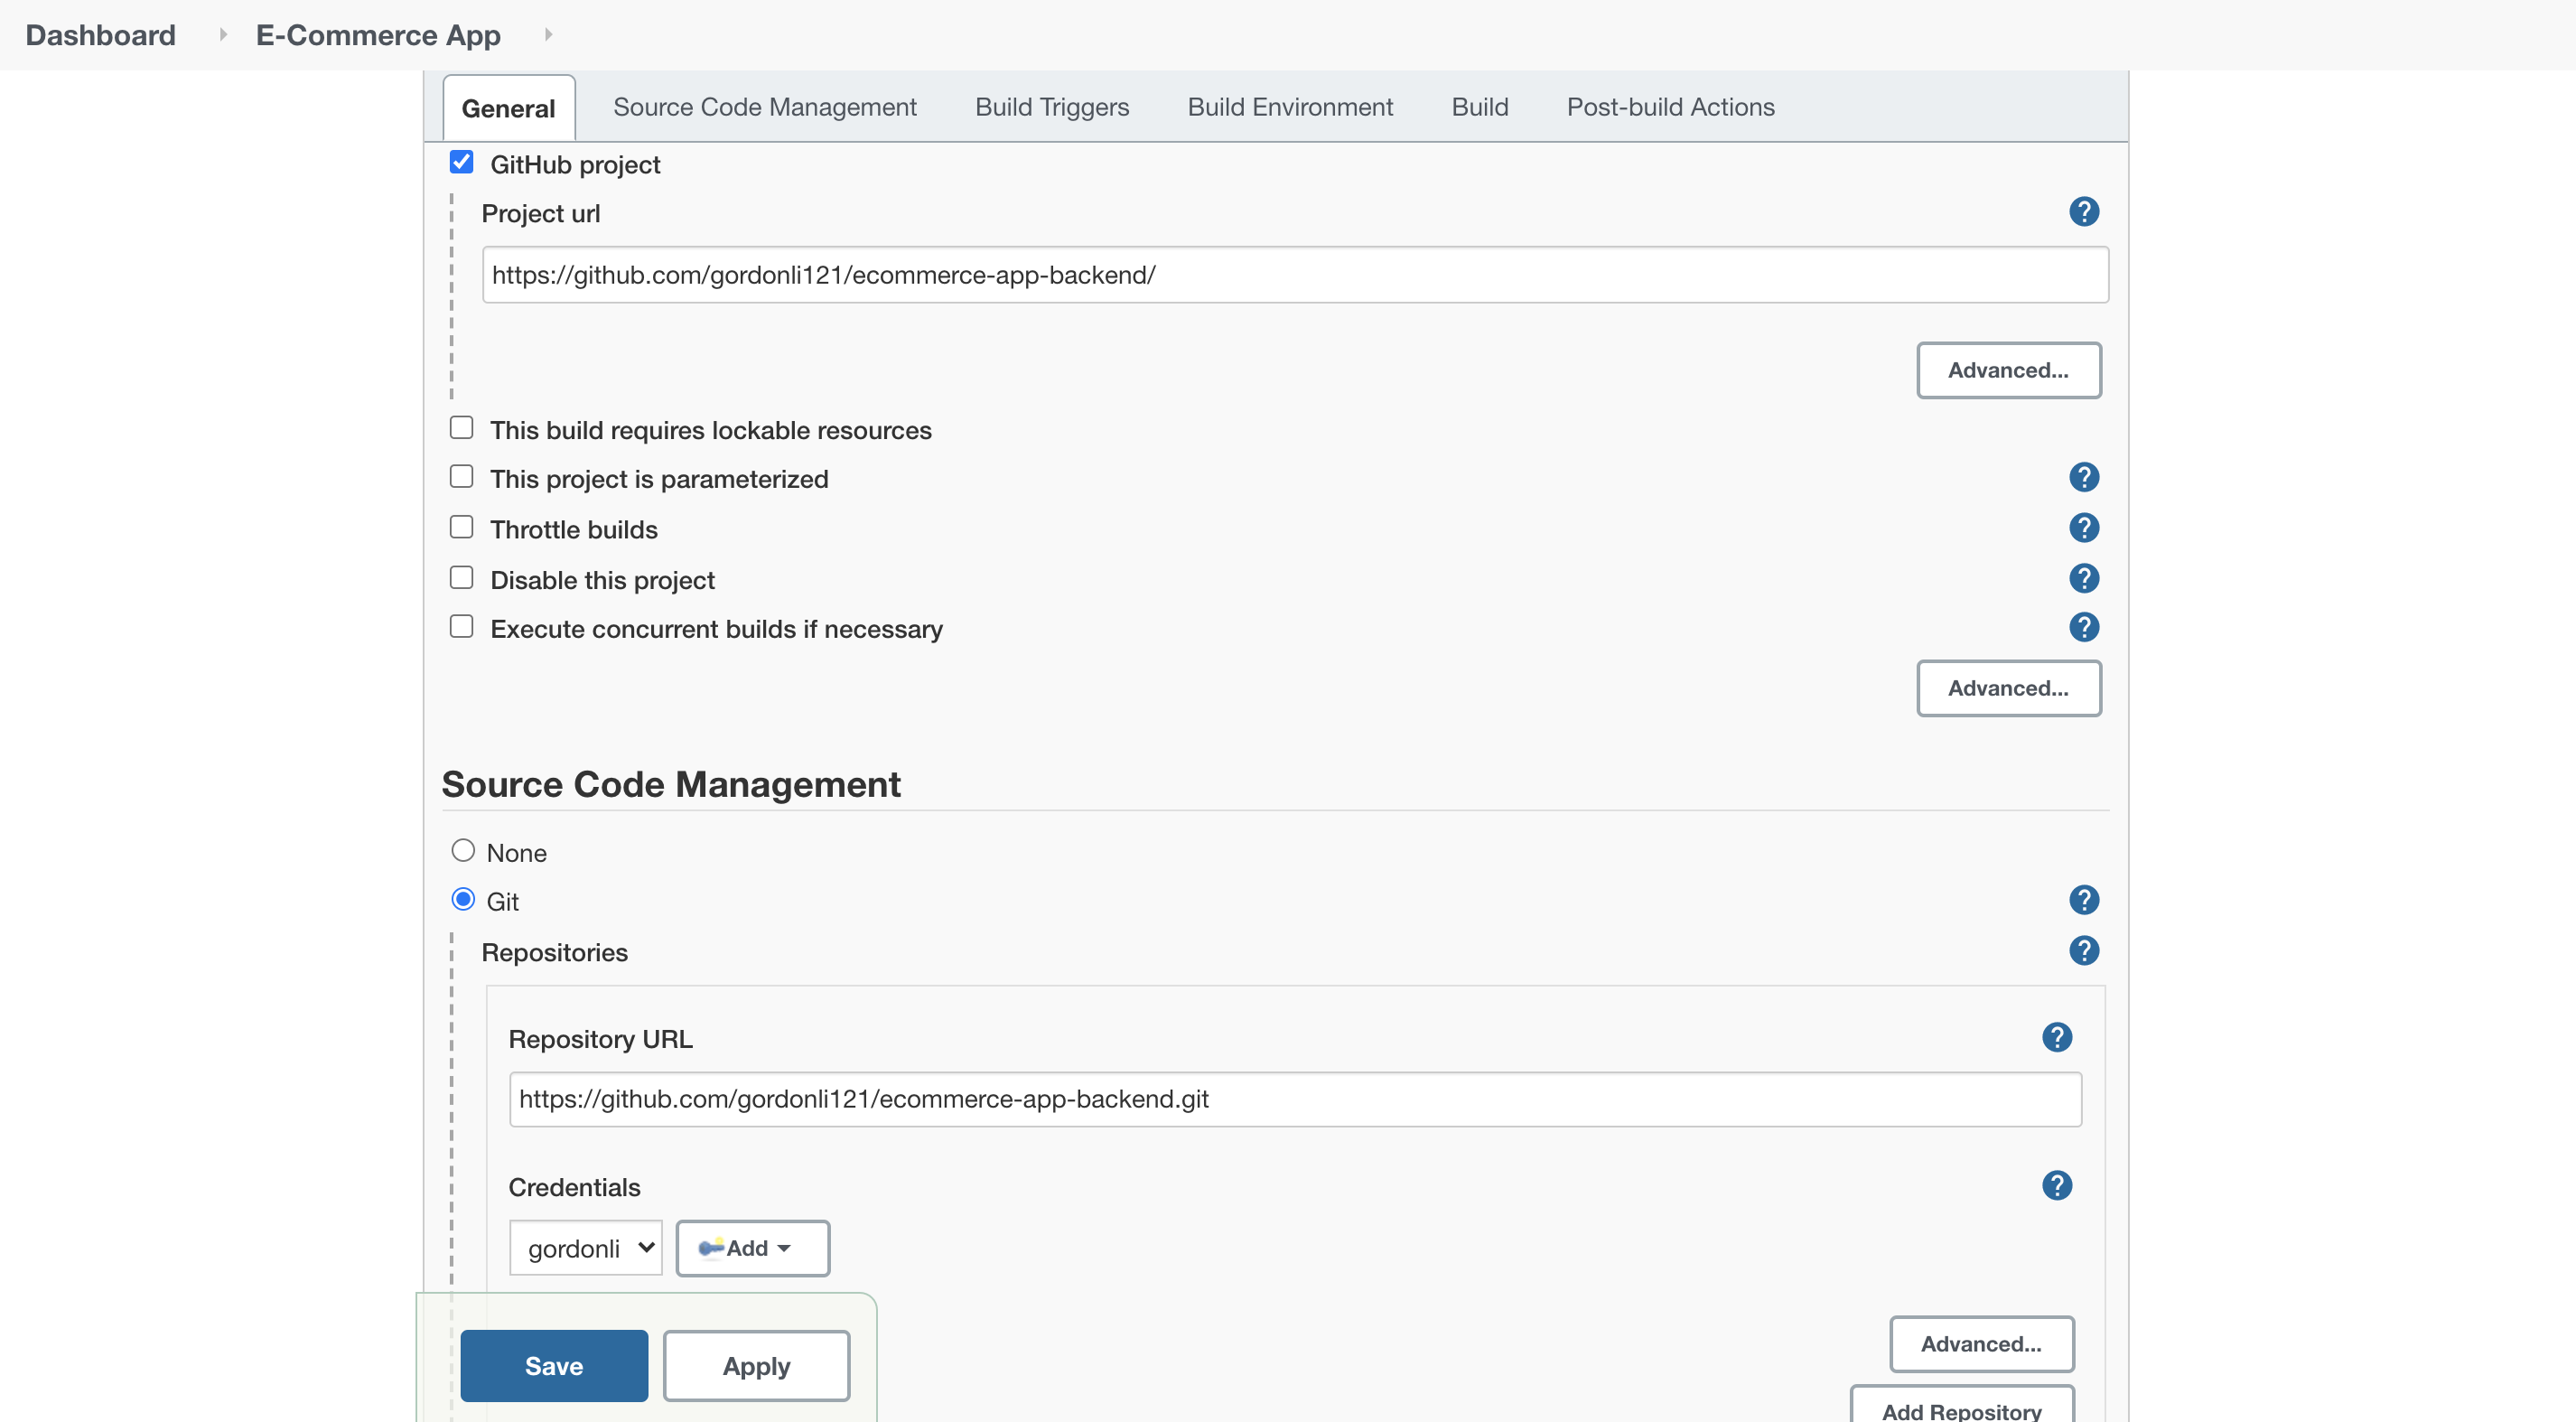 Dashboard E-Commerce App
General Source Code Management Build Triggers Build Environment Build Post-build Actions
GitHub project
Project url
?
https://github.com/gordonli121/ecommerce-app-backend/
Advanced...
This build requires lockable resources
This project is parameterized
?
Throttle builds
?
Disable this project
?
Execute concurrent builds if necessary
?
Advanced...
Source Code Management
None
Git
?
Repositories
?
Repository URL
?
https://github.com/gordonli121/ecommerce-app-backend.git
Credentials
?
gordonli Add
Advanced...
Save Apply
Add Repository